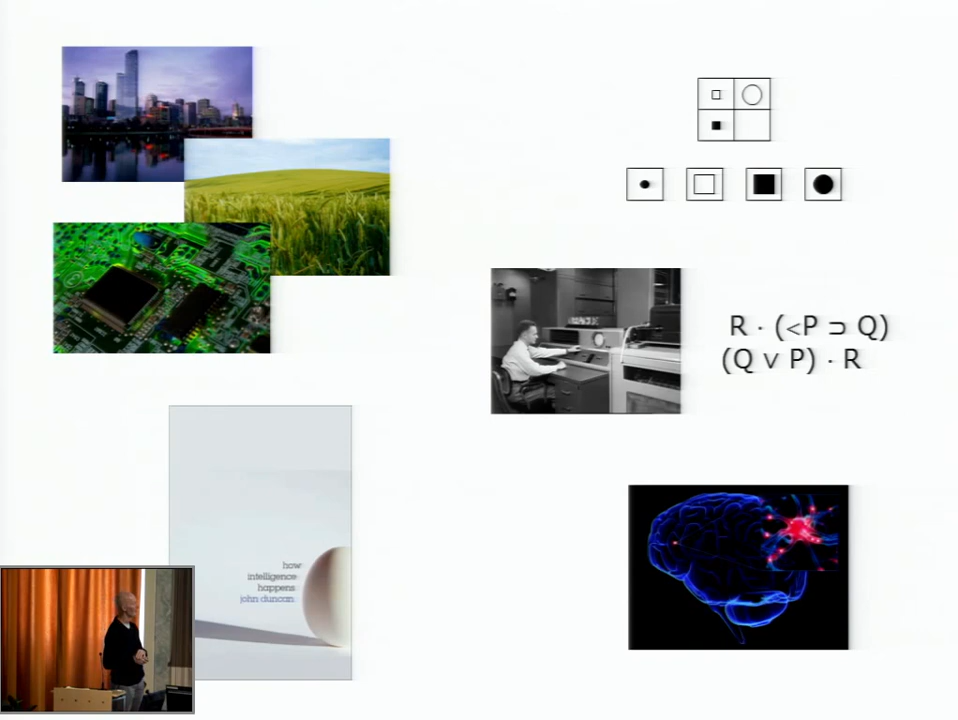 R · (<P ⊃ Q)
(Q ∨ P) · R
how
intelligence
happens
john duncan